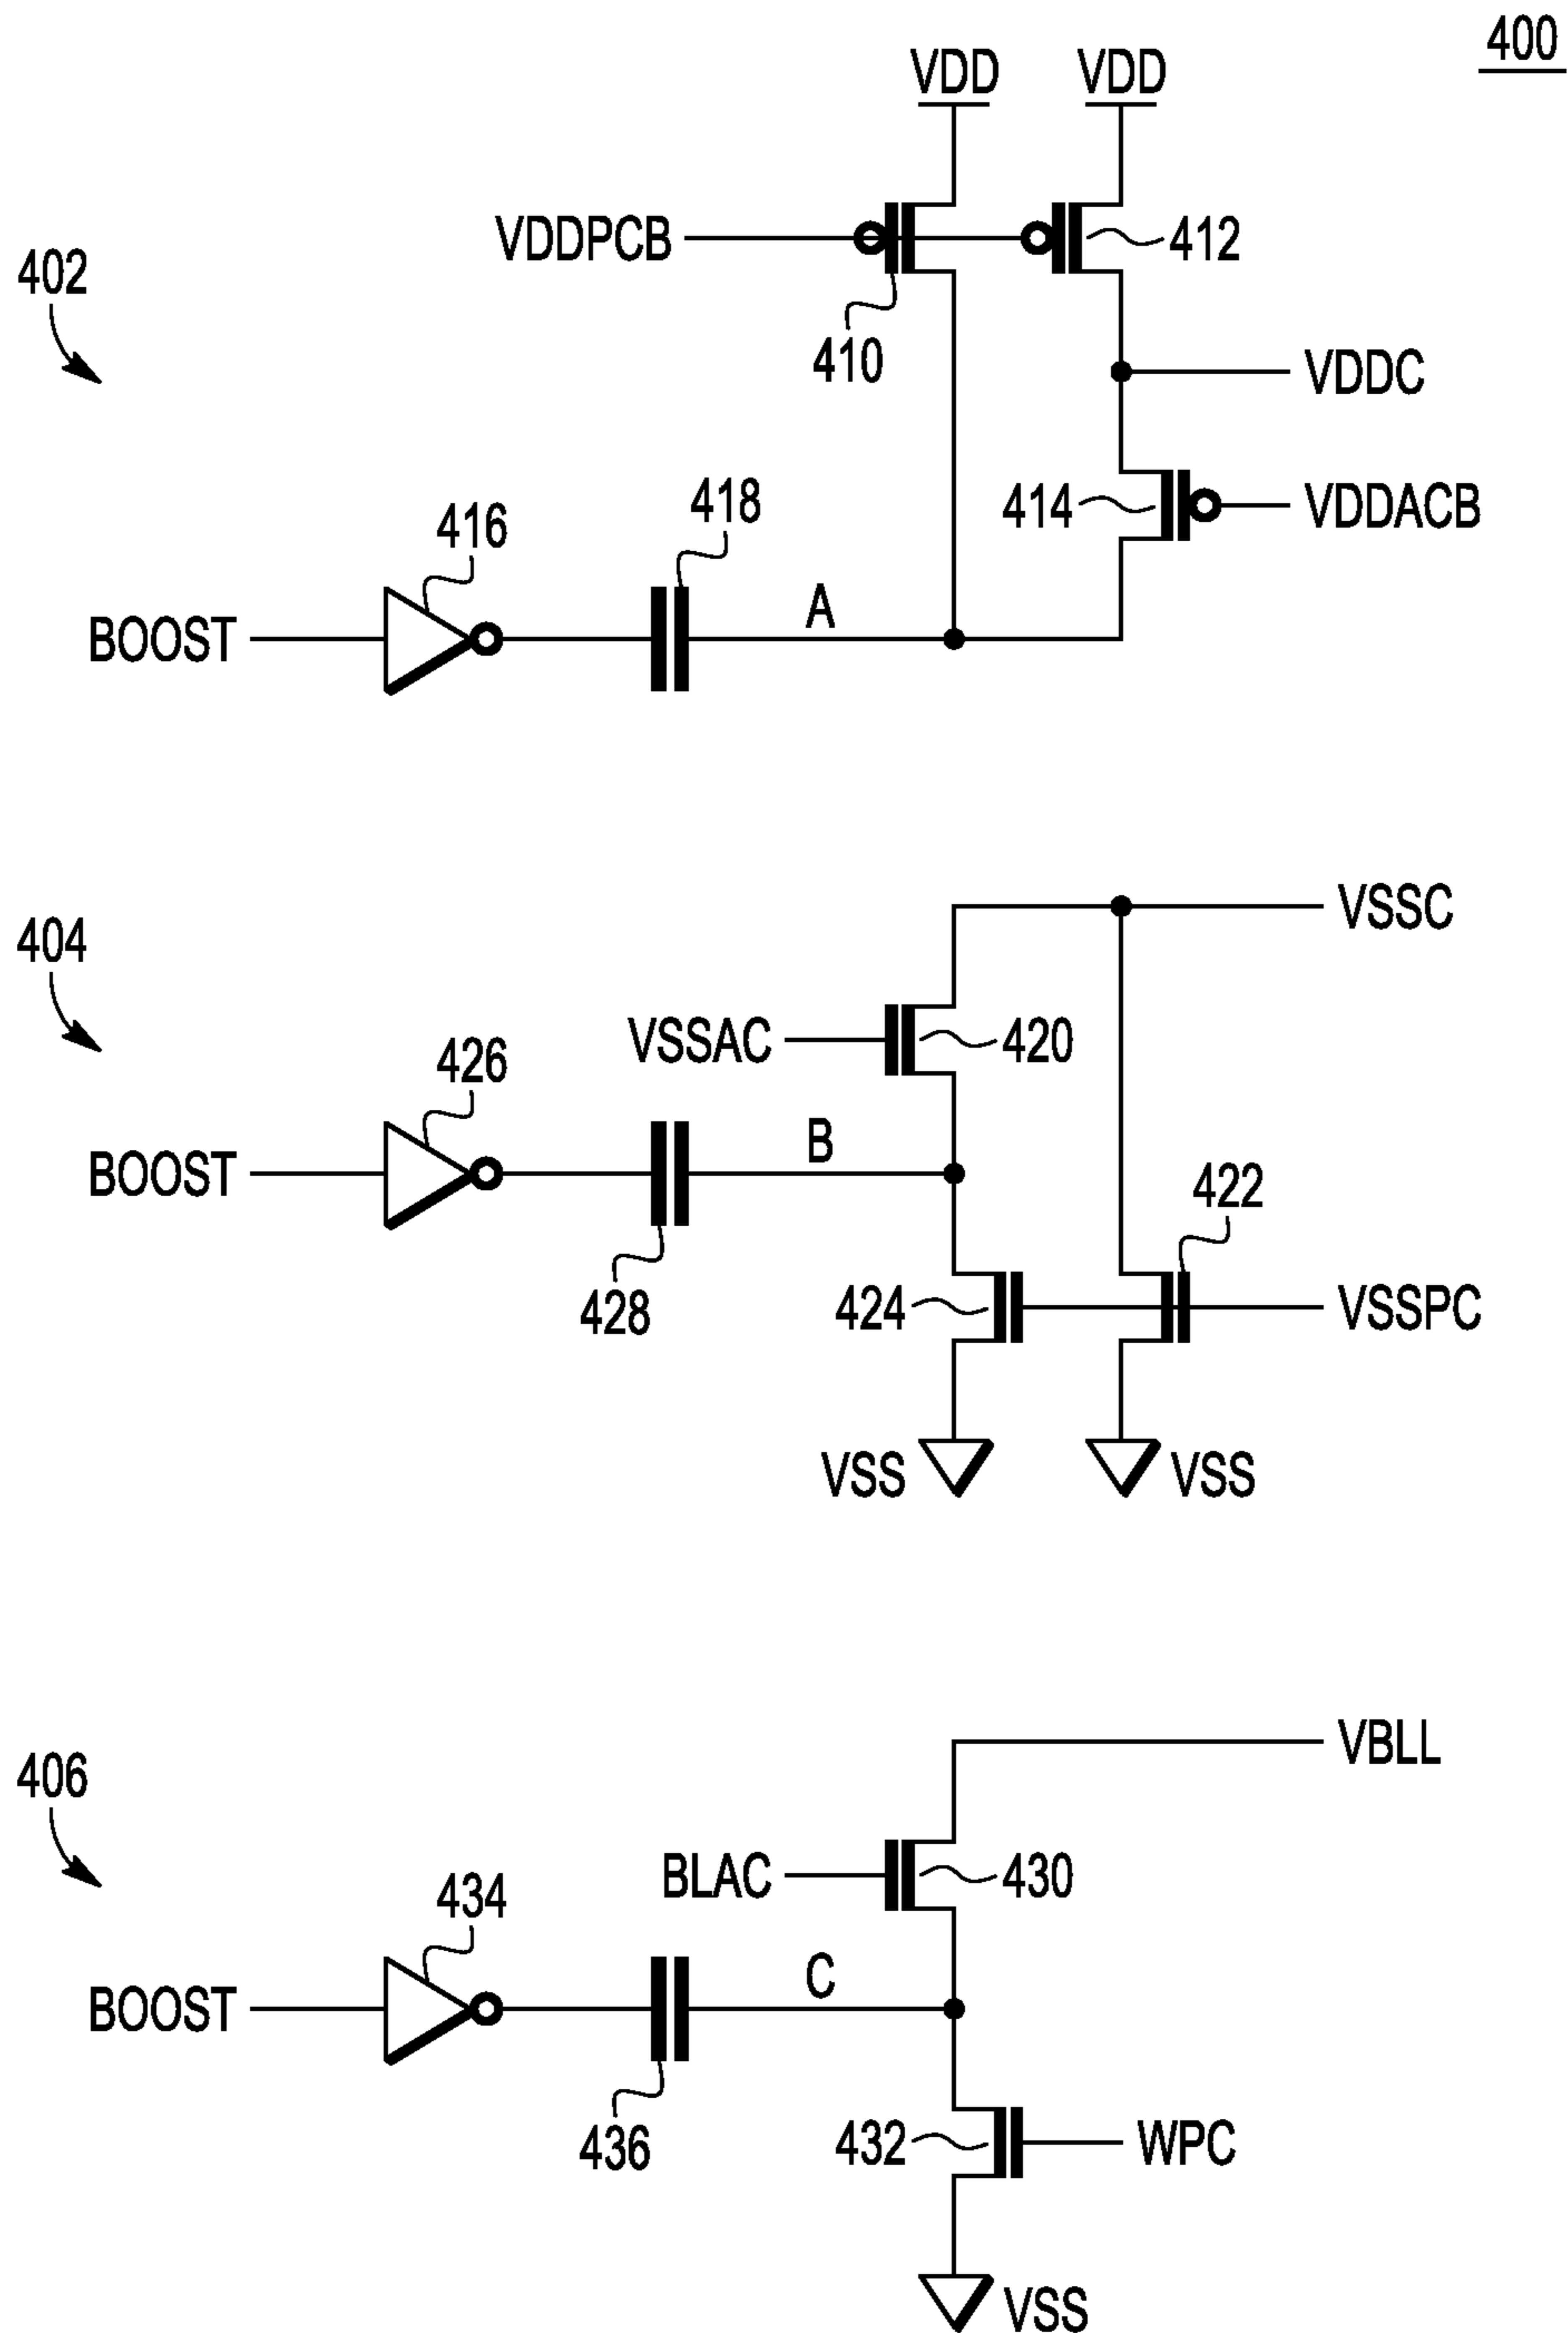 400
VDD VDD
VDDPCB
412
402
410
VDDC
418
414
VDDACB
416
A
BOOST
VSSC
404
VSSAC
420
426
B
BOOST
422
428
424
VSSPC
VSS
VSS
VBLL
406
BLAC
430
434
C
BOOST
436
432
WPC
VSS